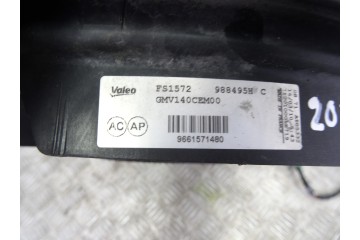 Valeo FS1572 988495H C
GMV140CEM00
AC AP
9661571480
20